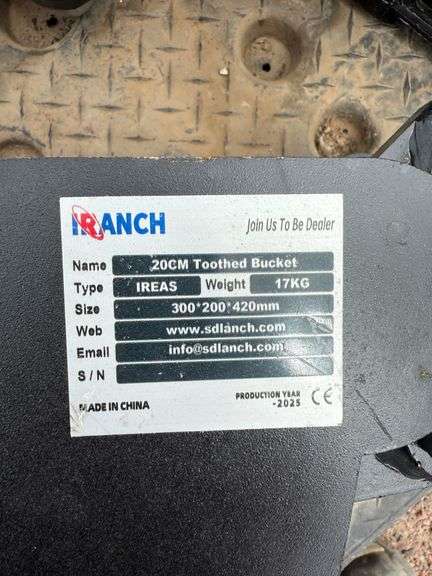 IRANCH Join Us To Be Dealer
Name 20CM Toothed Bucket
Type IREAS Weight 17KG
Size 300*200*420mm
Web www.sdlanch.com
Email info@sdlanch.com
S / N
MADE IN CHINA PRODUCTION YEAR CE
-2025